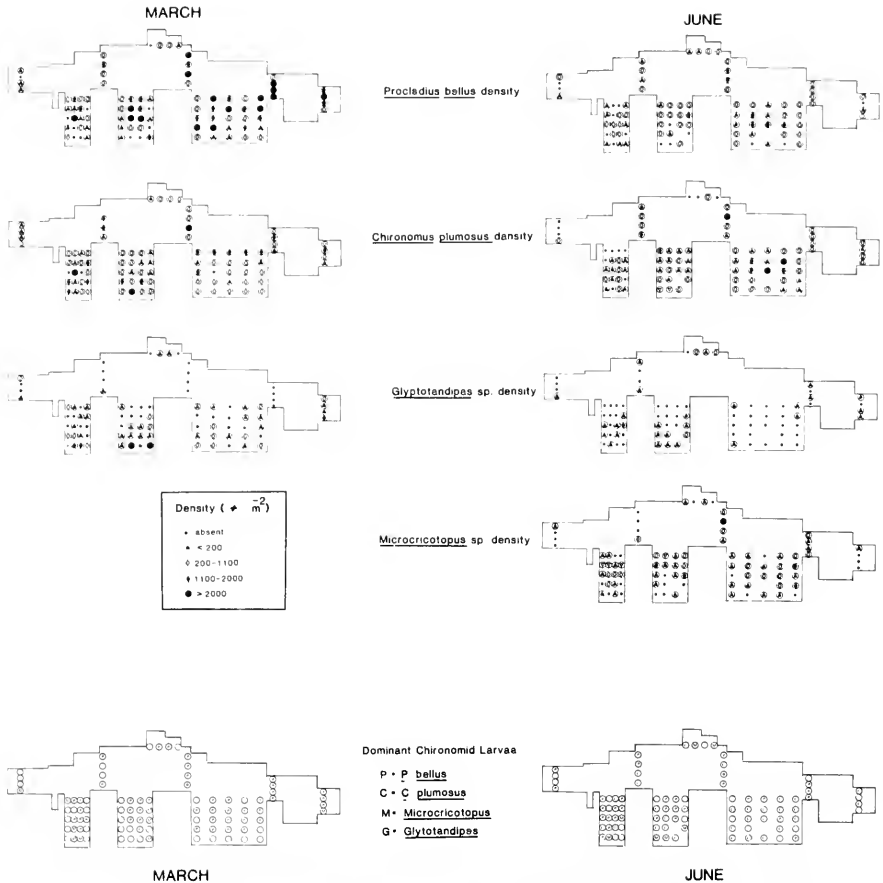 MARCH
JUNE
Procladius bellus density
Chironomus plumosus dansity
Glyptotandipas sp. density
Microcricotopus sp density
Density ( # m-2)
absent
< 200
200-1100
1100-2000
> 2000
Dominant Chironomid Larvaa
P = P bellus
C = C plumosus
M = Microcricotopus
G = Glytotandipes
MARCH
JUNE